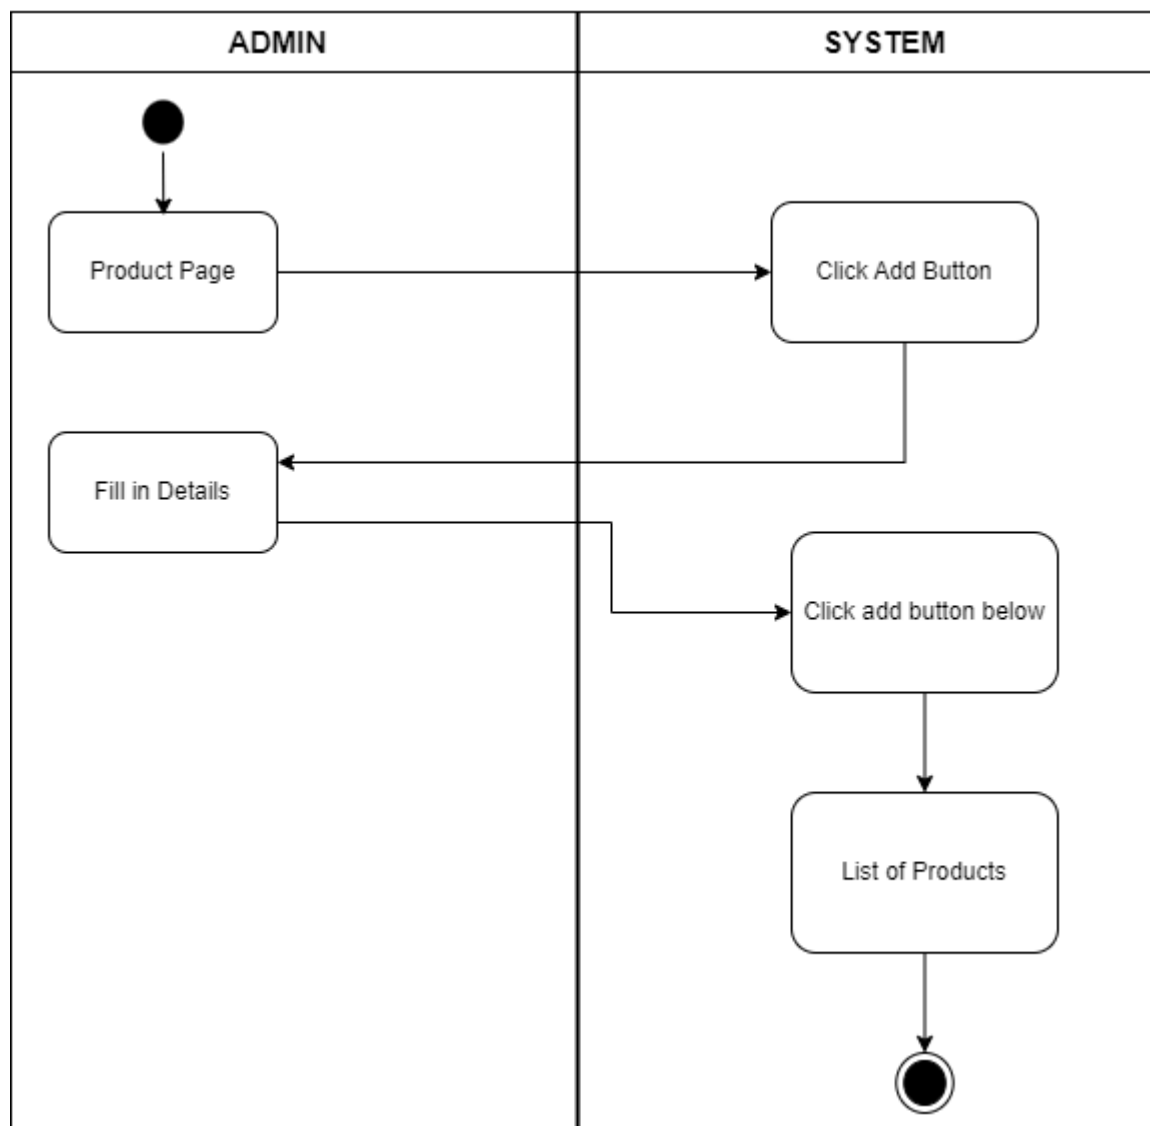 ADMIN
SYSTEM
Product Page
Click Add Button
Fill in Details
Click add button below
List of Products